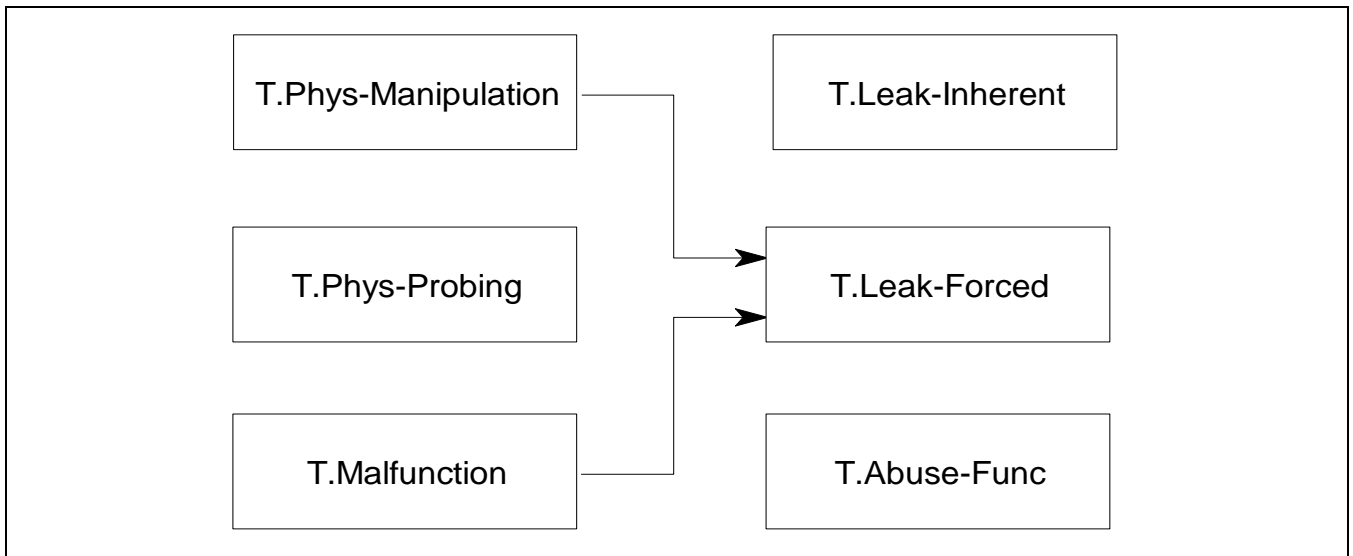 T.Phys-Manipulation
T.Leak-Inherent
T.Phys-Probing
T.Leak-Forced
T.Malfunction
T.Abuse-Func